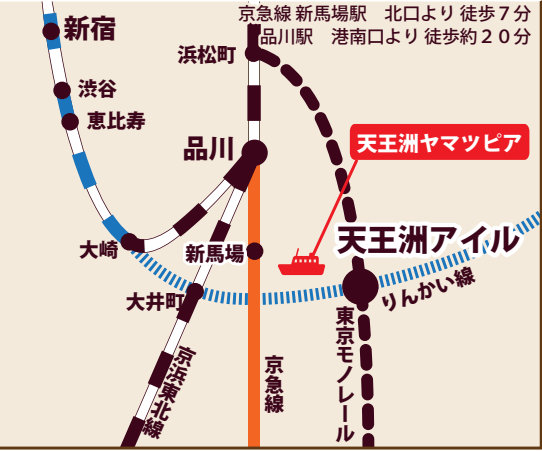 京急線 新馬場駅　北口より 徒歩７分
品川駅　港南口より 徒歩約２０分
新宿
浜松町
渋谷
恵比寿
品川
天王洲ヤマツピア
大崎
新馬場
天王洲アイル
大井町
りんかい線
京浜東北線
京急線
東京モノレール